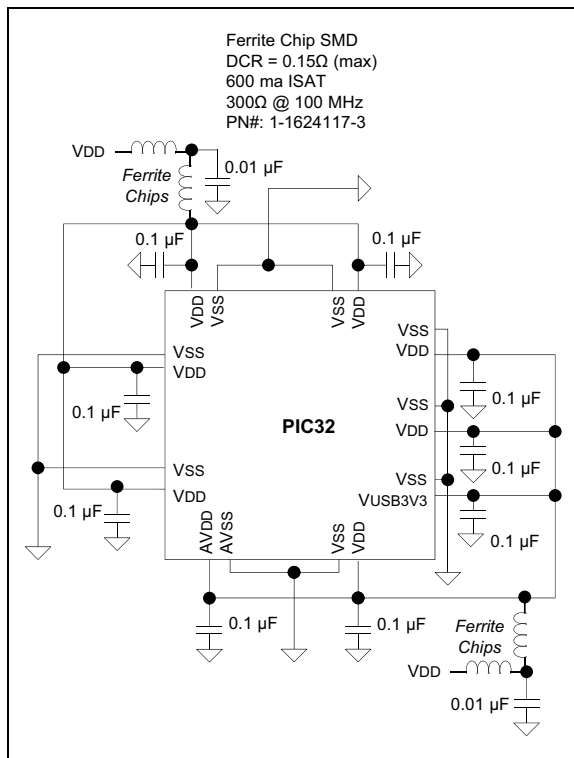 Ferrite Chip SMD
DCR = 0.15Ω (max)
600 ma ISAT
300Ω @ 100 MHz
PN#: 1-1624117-3
VDD
0.01 µF
Ferrite
Chips
0.1 µF
0.1 µF
VDD
VSS
VSS
VDD
VSS
VDD
0.1 µF
VSS
VDD
0.1 µF
PIC32
VSS
VDD
0.1 µF
VSS
VDD
0.1 µF
VSS
VUSB3V3
0.1 µF
AVDD
AVSS
VSS
VDD
0.1 µF
0.1 µF
Ferrite
Chips
VDD
0.01 µF